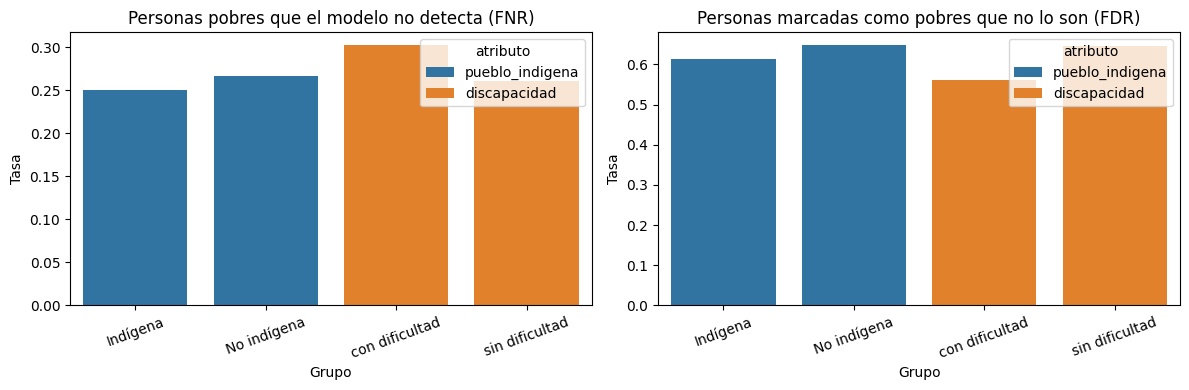 Personas pobres que el modelo no detecta (FNR)
0.30
0.25
0.20
0.15
0.10
0.05
0.00
Tasa
atributo
pueblo_indigena
discapacidad
Indígena
No indígena
con dificultad
sin dificultad
Grupo
Personas marcadas como pobres que no lo son (FDR)
0.6
0.5
0.4
0.3
0.2
0.1
0.0
Tasa
atributo
pueblo_indigena
discapacidad
Indígena
No indígena
con dificultad
sin dificultad
Grupo